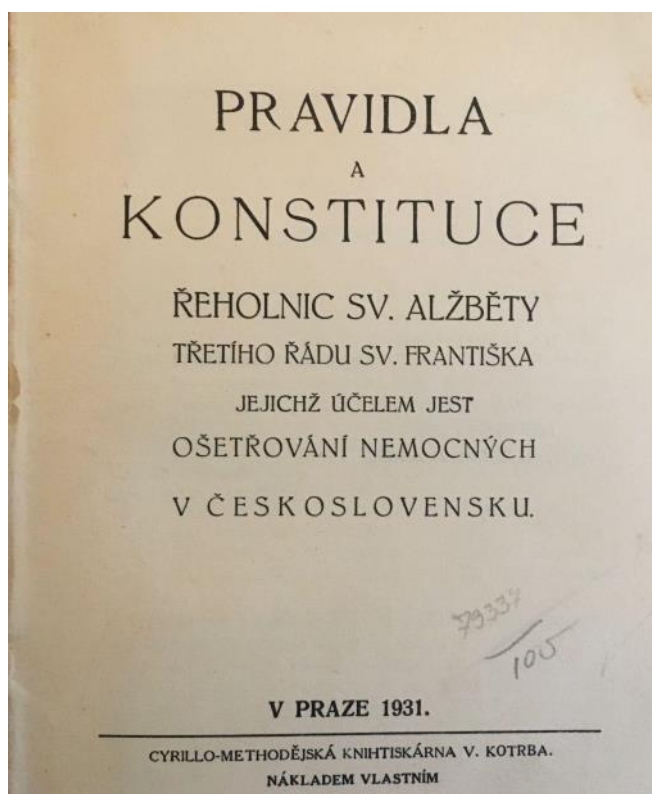 PRAVIDLA
A
KONSTITUCE
ŘEHOLNIC SV. ALŽBĚTY
TŘETÍHO ŘÁDU SV. FRANTIŠKA
JEJICHŽ ÚČELEM JEST
OŠETŘOVÁNÍ NEMOCNÝCH
V ČESKOSLOVENSKU.
105
V PRAZE 1931.
CYRILLO-METHODĚJSKÁ KNIHTISKÁRNA V. KOTRBA.
NÁKLADEM VLASTNÍM